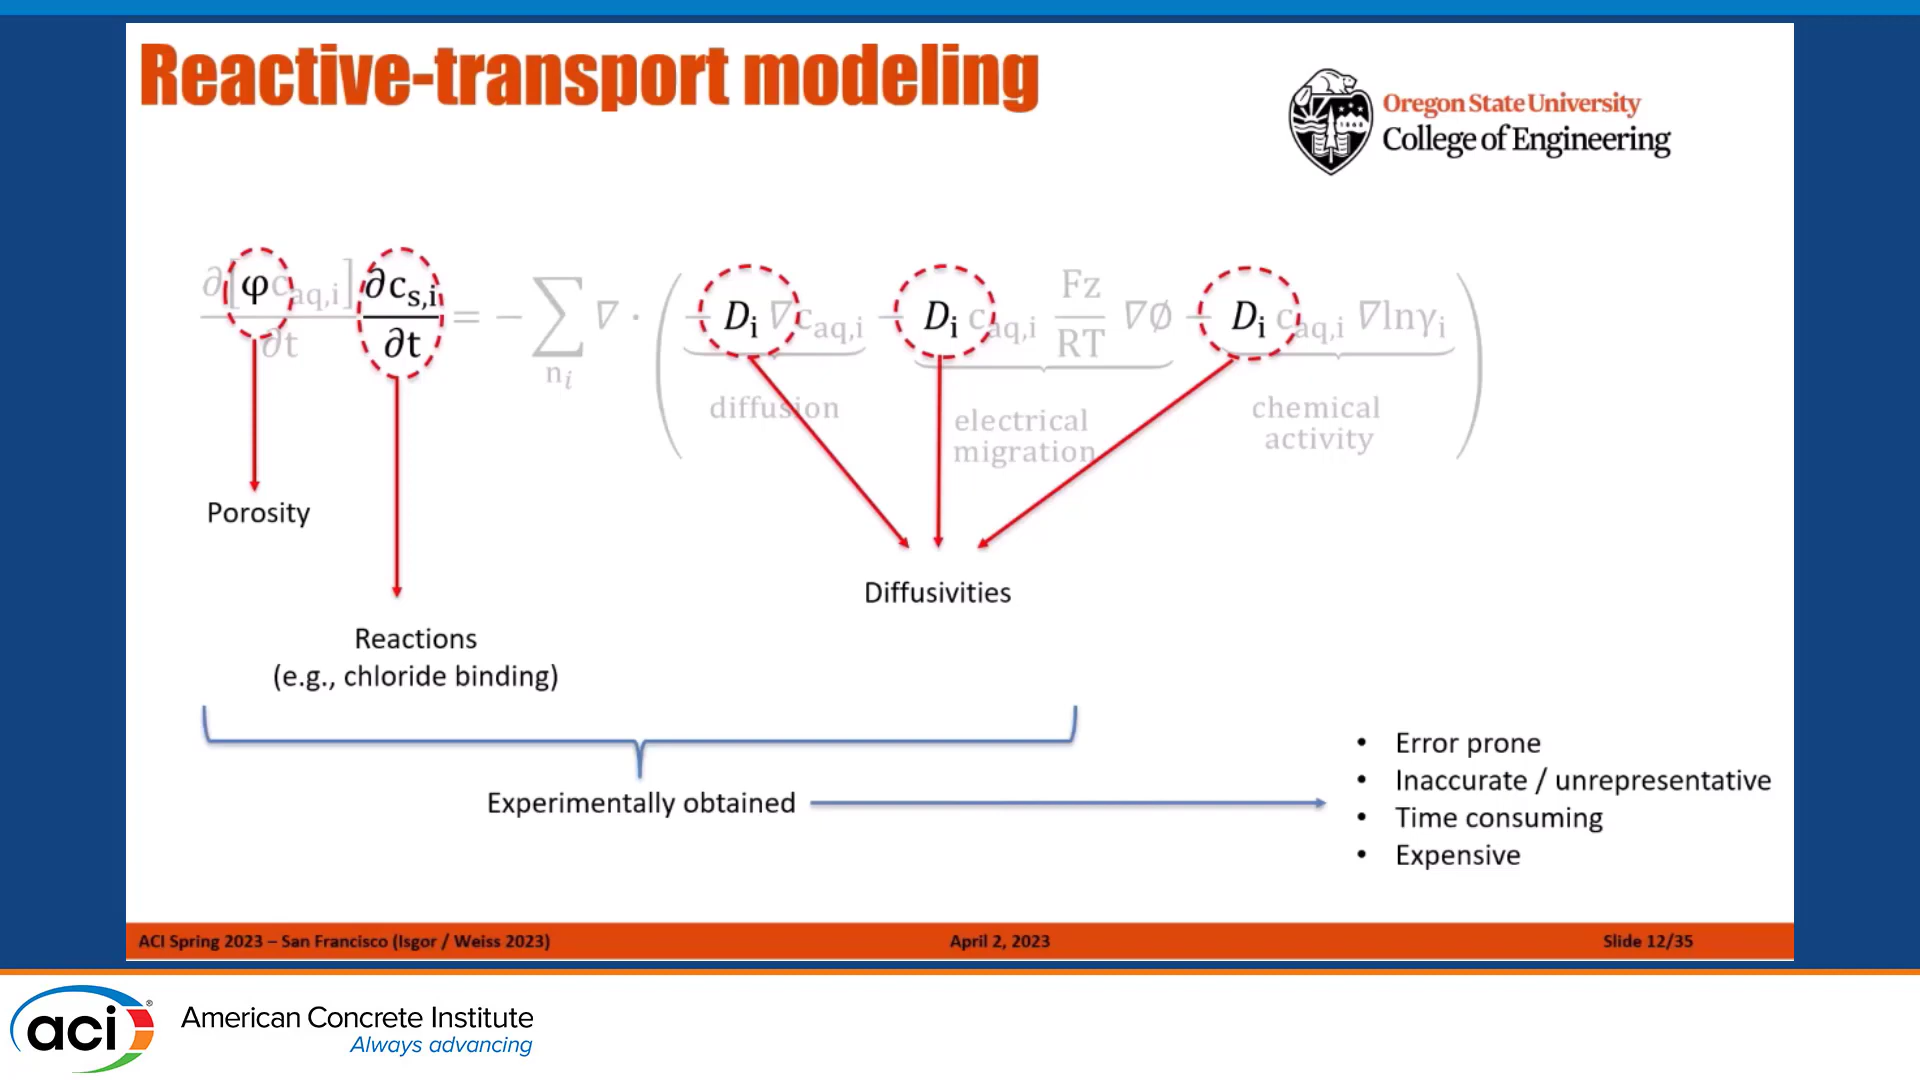 Reactive-transport modeling
Oregon State University
College of Engineering
∂[φc_aq,i]/∂t ∂c_s,i/∂t = − ∑_{n_i} ∇ · ( − D_i ∇c_aq,i − D_i c_aq,i Fz/RT ∇∅ − D_i c_aq,i ∇lnγ_i )
diffusion
electrical
migration
chemical
activity
Porosity
Diffusivities
Reactions
(e.g., chloride binding)
Experimentally obtained
• Error prone
• Inaccurate / unrepresentative
• Time consuming
• Expensive
ACI Spring 2023 – San Francisco (Isgor / Weiss 2023) April 2, 2023 Slide 12/35
aci® American Concrete Institute
Always advancing